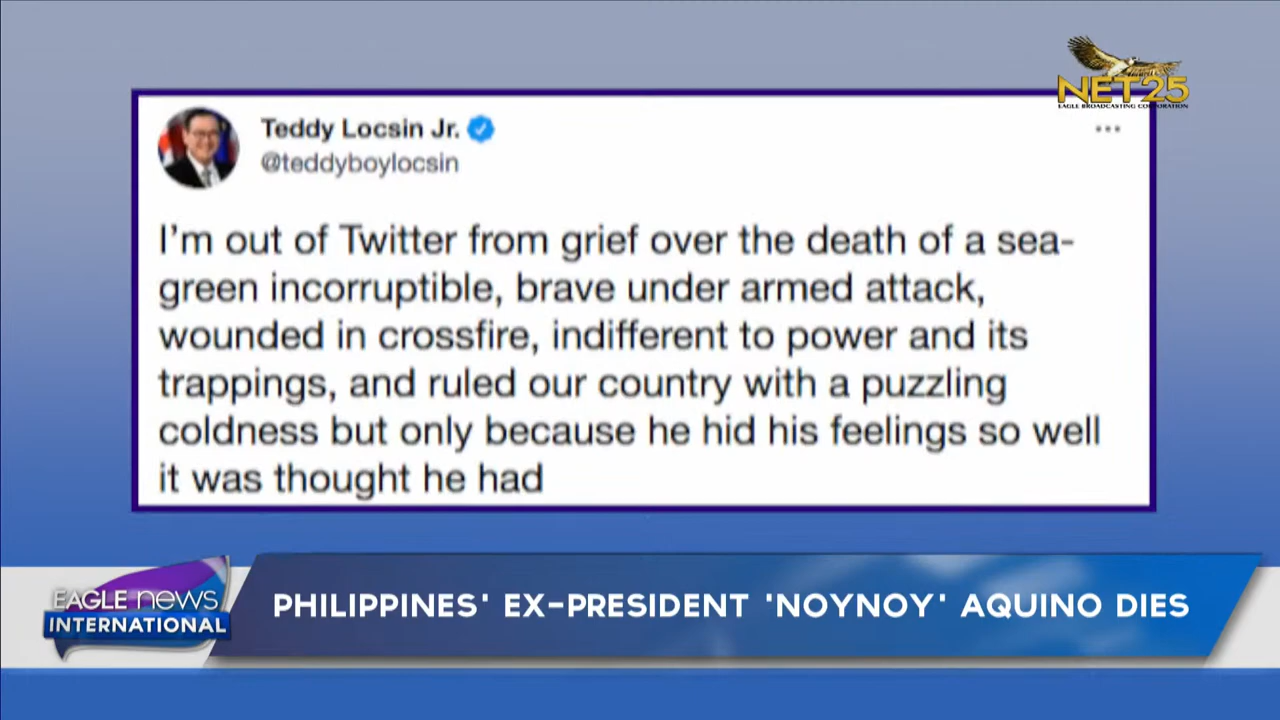 NET25
EAGLE BROADCASTING CORPORATION
Teddy Locsin Jr.
@teddyboylocsin
I'm out of Twitter from grief over the death of a sea-
green incorruptible, brave under armed attack,
wounded in crossfire, indifferent to power and its
trappings, and ruled our country with a puzzling
coldness but only because he hid his feelings so well
it was thought he had
EAGLE news
INTERNATIONAL
PHILIPPINES' EX-PRESIDENT 'NOYNOY' AQUINO DIES